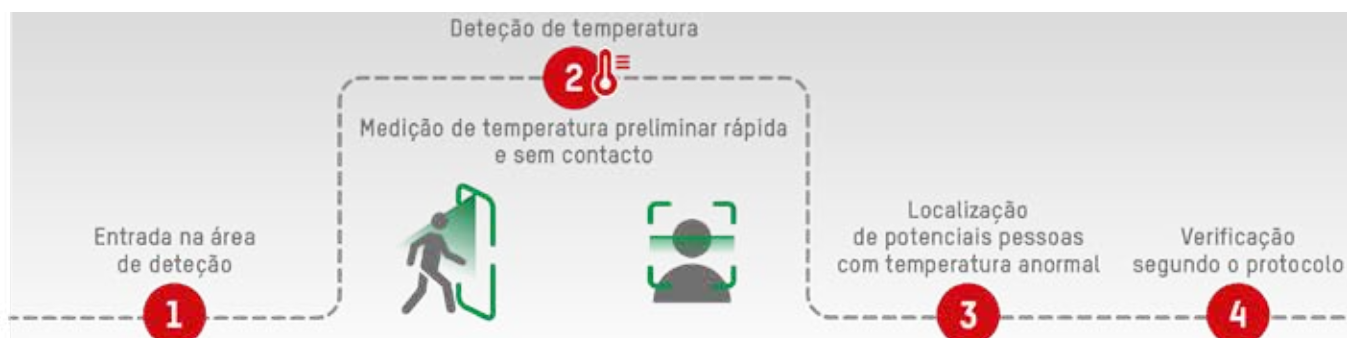 Deteção de temperatura
2
Medição de temperatura preliminar rápida
e sem contacto
Entrada na área
de deteção
1
Localização
de potenciais pessoas
com temperatura anormal
3
Verificação
segundo o protocolo
4